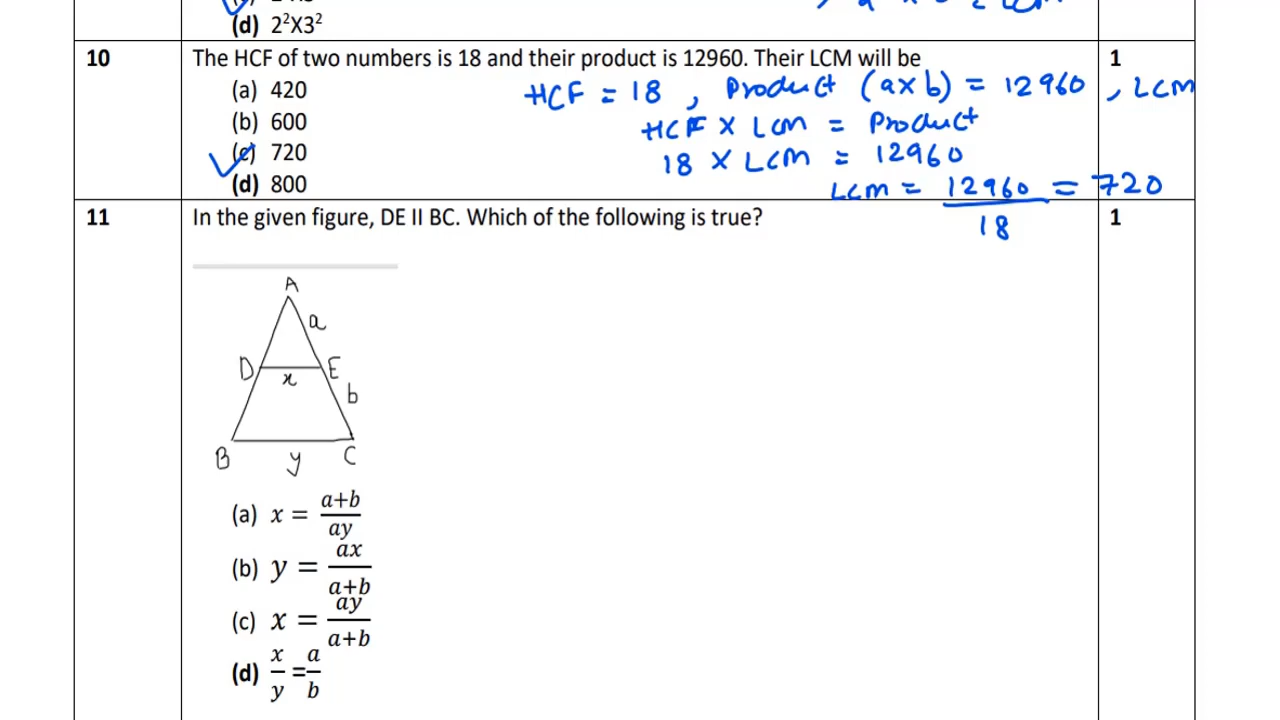 (d) 2²X3²
10 The HCF of two numbers is 18 and their product is 12960. Their LCM will be 1
(a) 420 HCF = 18 , Product (a x b) = 12960 , LCM
(b) 600 HCF X LCM = Product
(c) 720 18 X LCM = 12960
(d) 800 LCM = 12960/18 = 720
11 In the given figure, DE II BC. Which of the following is true? 1
A
a
D E
x
b
B y C
(a) x = a+b/ay
(b) y = ax/a+b
(c) x = ay/a+b
(d) x/y = a/b